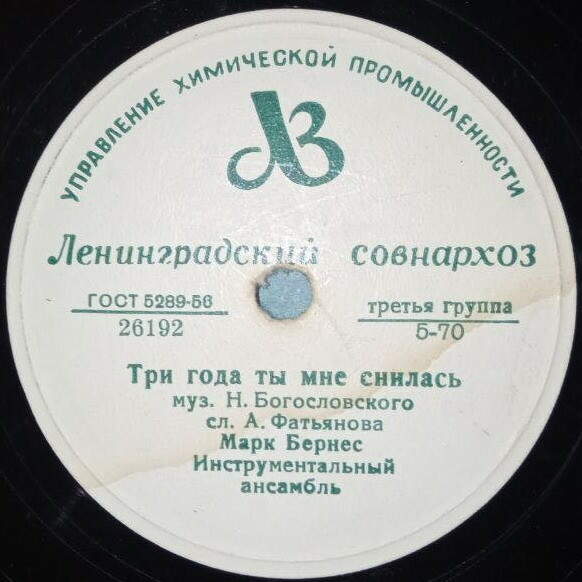 УПРАВЛЕНИЕ ХИМИЧЕСКОЙ ПРОМЫШЛЕННОСТИ
ЛЗ
Ленинградский совнархоз
ГОСТ 5289-56
26192
третья группа
5-70
Три года ты мне снилась
муз. Н. Богословского
сл. А. Фатьянова
Марк Бернес
Инструментальный
ансамбль